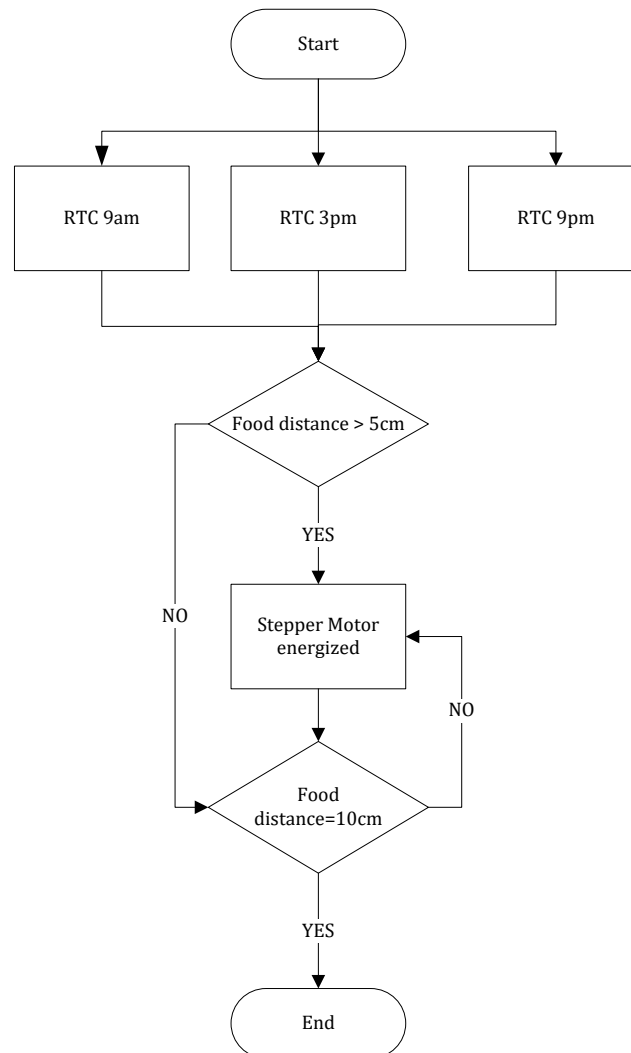 Start
RTC 9am
RTC 3pm
RTC 9pm
Food distance > 5cm
YES
NO
Stepper Motor
energized
NO
Food
distance=10cm
YES
End